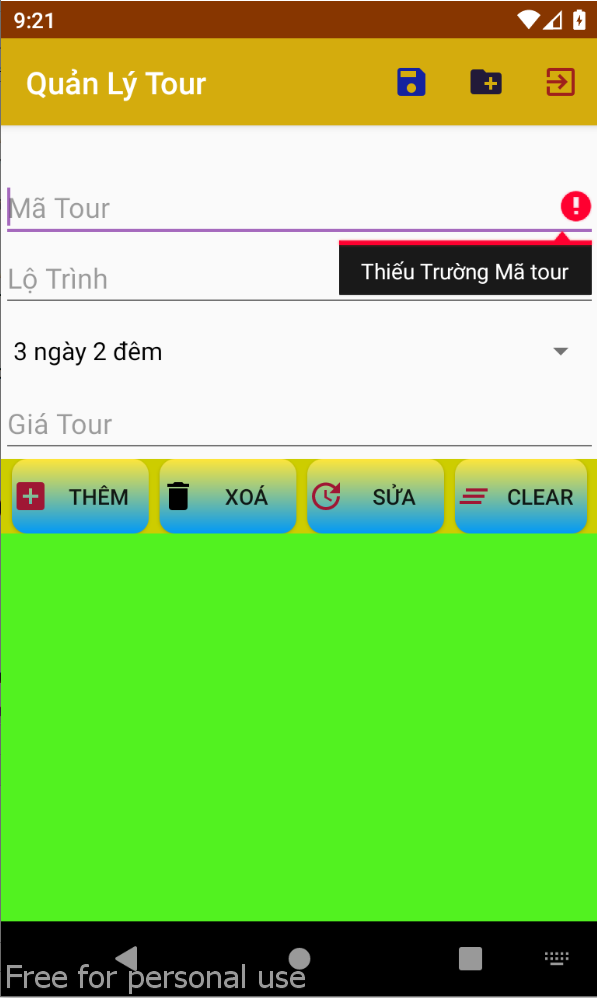 9:21
Quản Lý Tour
Mã Tour
Thiếu Trường Mã tour
Lộ Trình
3 ngày 2 đêm
Giá Tour
THÊM
XOÁ
SỬA
CLEAR
Free for personal use